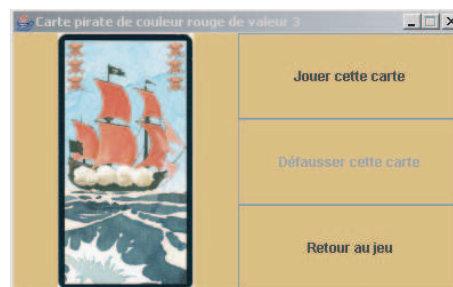 Carte pirate de couleur rouge de valeur 3
Jouer cette carte
Défausser cette carte
Retour au jeu